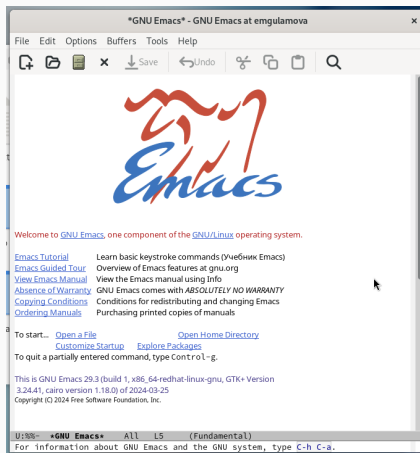 *GNU Emacs* - GNU Emacs at emgulamova ×
File Edit Options Buffers Tools Help
Save Undo
Emacs
Welcome to GNU Emacs, one component of the GNU/Linux operating system.
Emacs Tutorial Learn basic keystroke commands (Учебник Emacs)
Emacs Guided Tour Overview of Emacs features at gnu.org
View Emacs Manual View the Emacs manual using Info
Absence of Warranty GNU Emacs comes with ABSOLUTELY NO WARRANTY
Copying Conditions Conditions for redistributing and changing Emacs
Ordering Manuals Purchasing printed copies of manuals
To start... Open a File Open Home Directory
Customize Startup Explore Packages
To quit a partially entered command, type Control-g.
This is GNU Emacs 29.3 (build 1, x86_64-redhat-linux-gnu, GTK+ Version
3.24.41, cairo version 1.18.0) of 2024-03-25
Copyright (C) 2024 Free Software Foundation, Inc.
U:%%- *GNU Emacs* All L5 (Fundamental)
For information about GNU Emacs and the GNU system, type C-h C-a.